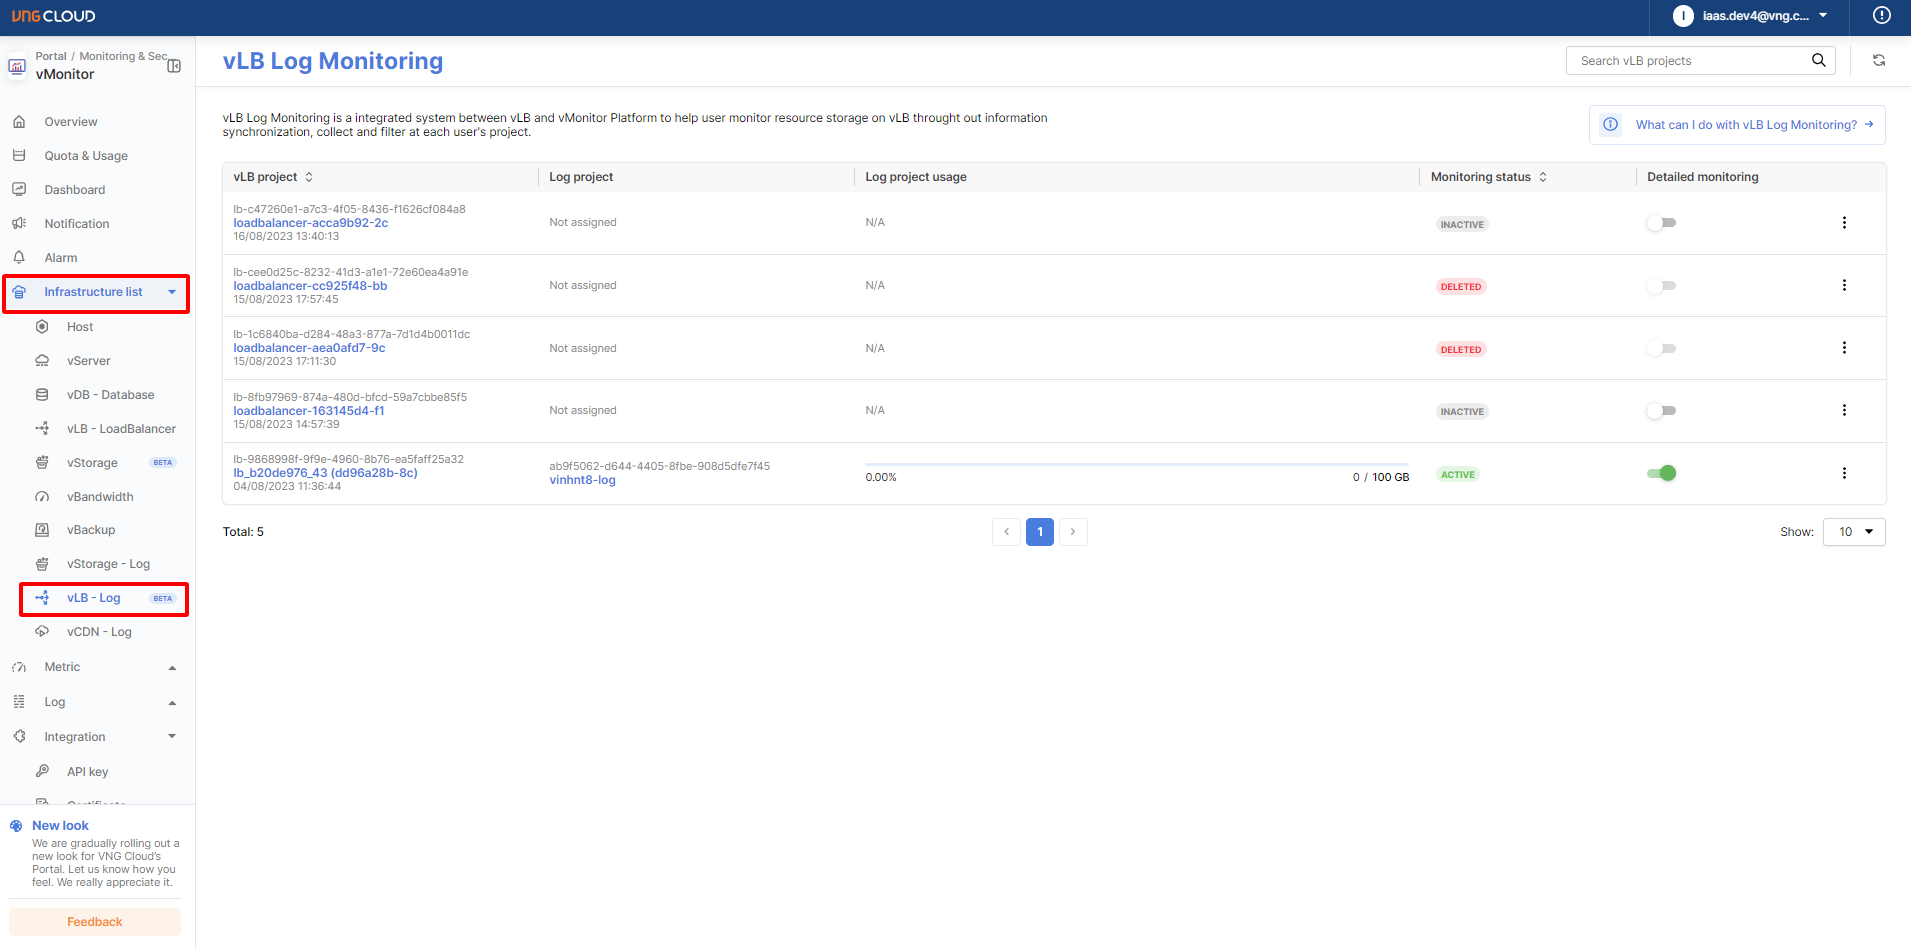 VNG CLOUD
I
iaas.dev4@vng.c...
Portal / Monitoring & Sec
vMonitor
Overview
Quota & Usage
Dashboard
Notification
Alarm
Infrastructure list
Host
vServer
vDB - Database
vLB - LoadBalancer
vStorage BETA
vBandwidth
vBackup
vStorage - Log
vLB - Log BETA
vCDN - Log
Metric
Log
Integration
API key
Certificate
New look
We are gradually rolling out a
new look for VNG Cloud's
Portal. Let us know how you
feel. We really appreciate it.
Feedback
vLB Log Monitoring
Search vLB projects
vLB Log Monitoring is a integrated system between vLB and vMonitor Platform to help user monitor resource storage on vLB throught out information
synchronization, collect and filter at each user's project.
What can I do with vLB Log Monitoring?
vLB project Log project Log project usage Monitoring status Detailed monitoring
lb-c47260e1-a7c3-4f05-8436-f1626cf084a8
loadbalancer-acca9b92-2c Not assigned N/A INACTIVE
16/08/2023 13:40:13
lb-cee0d25c-8232-41d3-a1e1-72e60ea4a91e
loadbalancer-cc925f48-bb Not assigned N/A DELETED
15/08/2023 17:57:45
lb-1c6840ba-d284-48a3-877a-7d1d4b0011dc
loadbalancer-aea0afd7-9c Not assigned N/A DELETED
15/08/2023 17:11:30
lb-8fb97969-874a-480d-bfcd-59a7cbbe85f5
loadbalancer-163145d4-f1 Not assigned N/A INACTIVE
15/08/2023 14:57:39
lb-9868998f-9f9e-4960-8b76-ea5faff25a32 ab9f5062-d644-4405-8fbe-908d5dfe7f45
lb_b20de976_43 (dd96a28b-8c) vinhnt8-log 0.00% 0 / 100 GB ACTIVE
04/08/2023 11:36:44
Total: 5
1
Show: 10